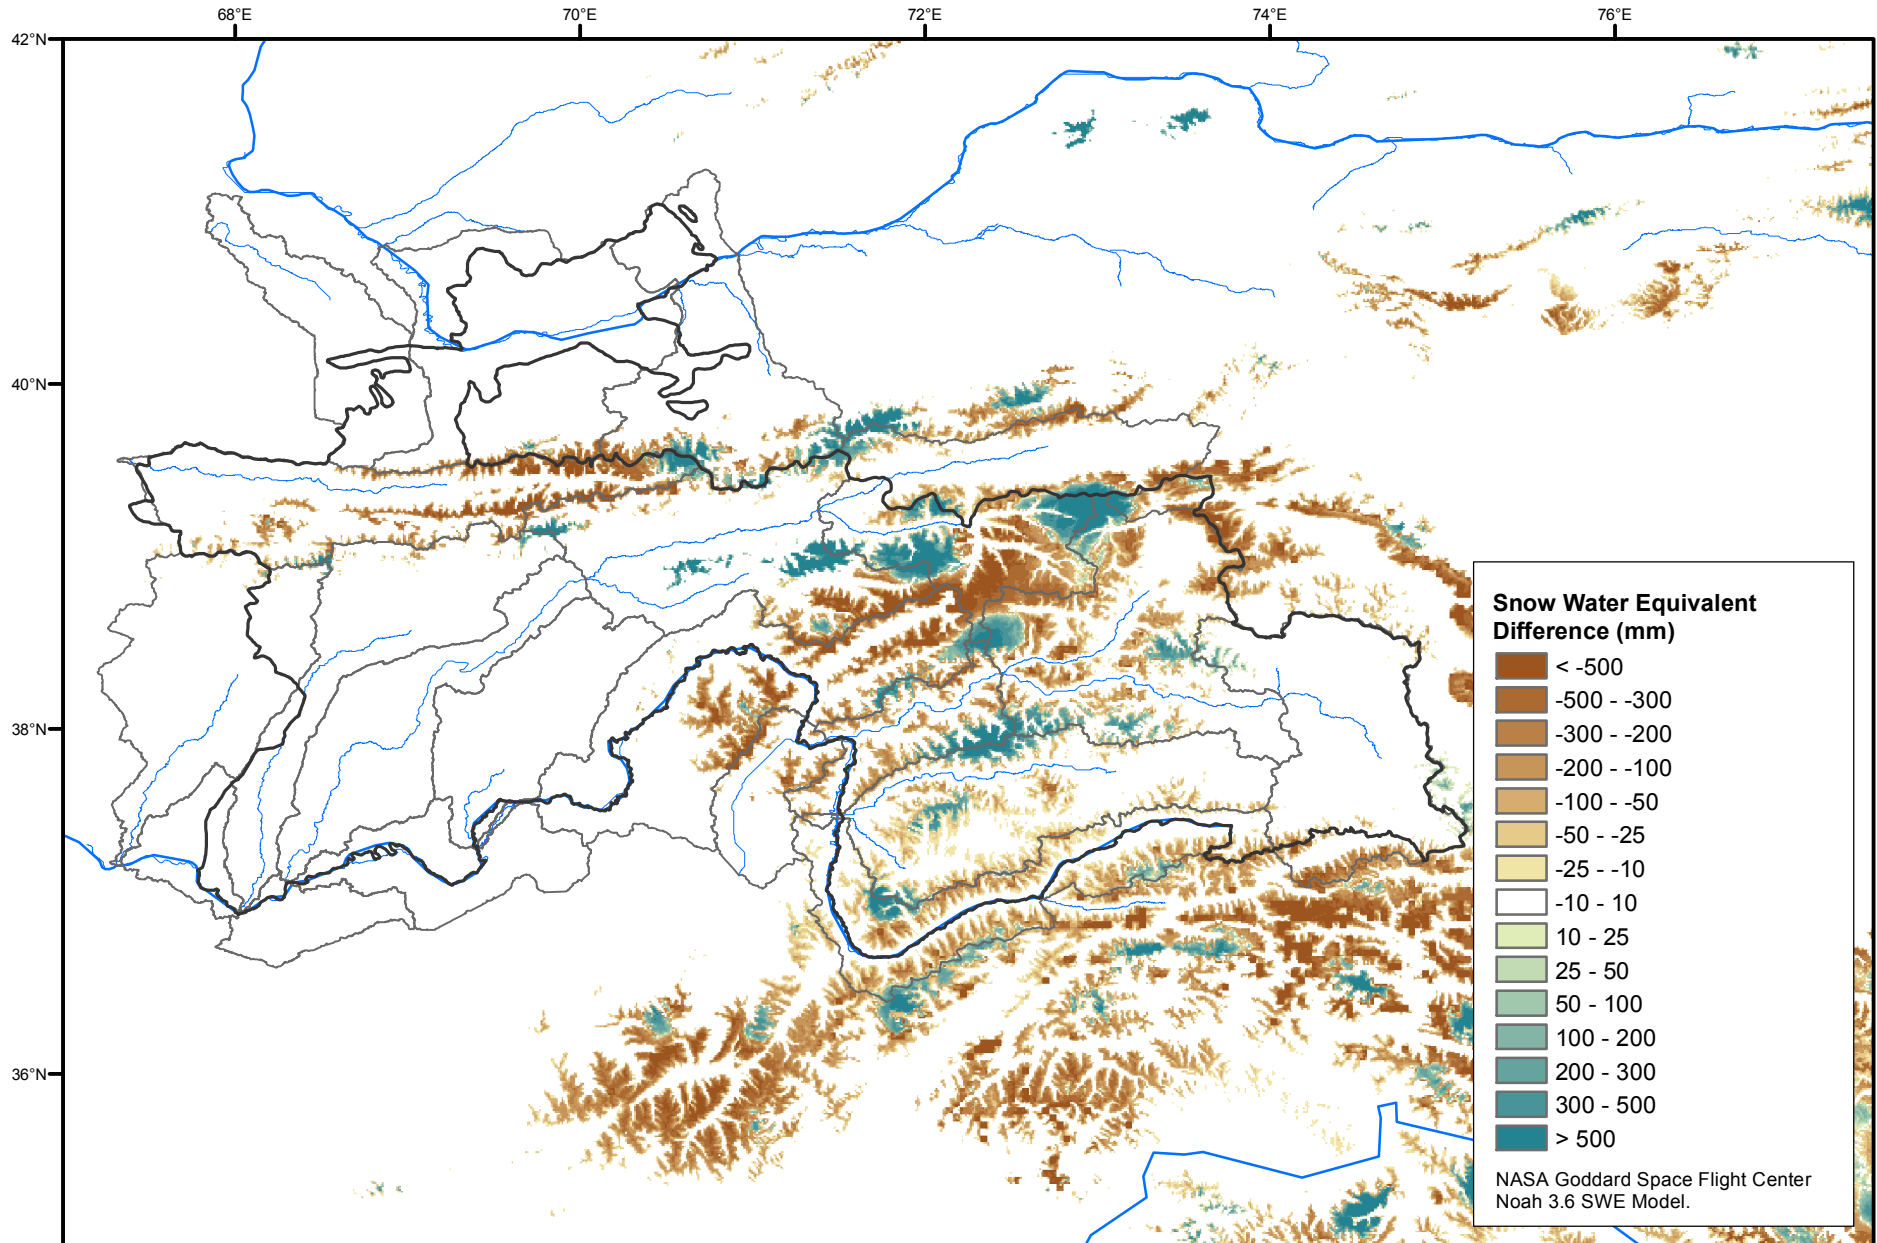 68°E
70°E
72°E
74°E
76°E
42°N
40°N
38°N
36°N
Snow Water Equivalent
Difference (mm)
< -500
-500 - -300
-300 - -200
-200 - -100
-100 - -50
-50 - -25
-25 - -10
-10 - 10
10 - 25
25 - 50
50 - 100
100 - 200
200 - 300
300 - 500
> 500
NASA Goddard Space Flight Center
Noah 3.6 SWE Model.